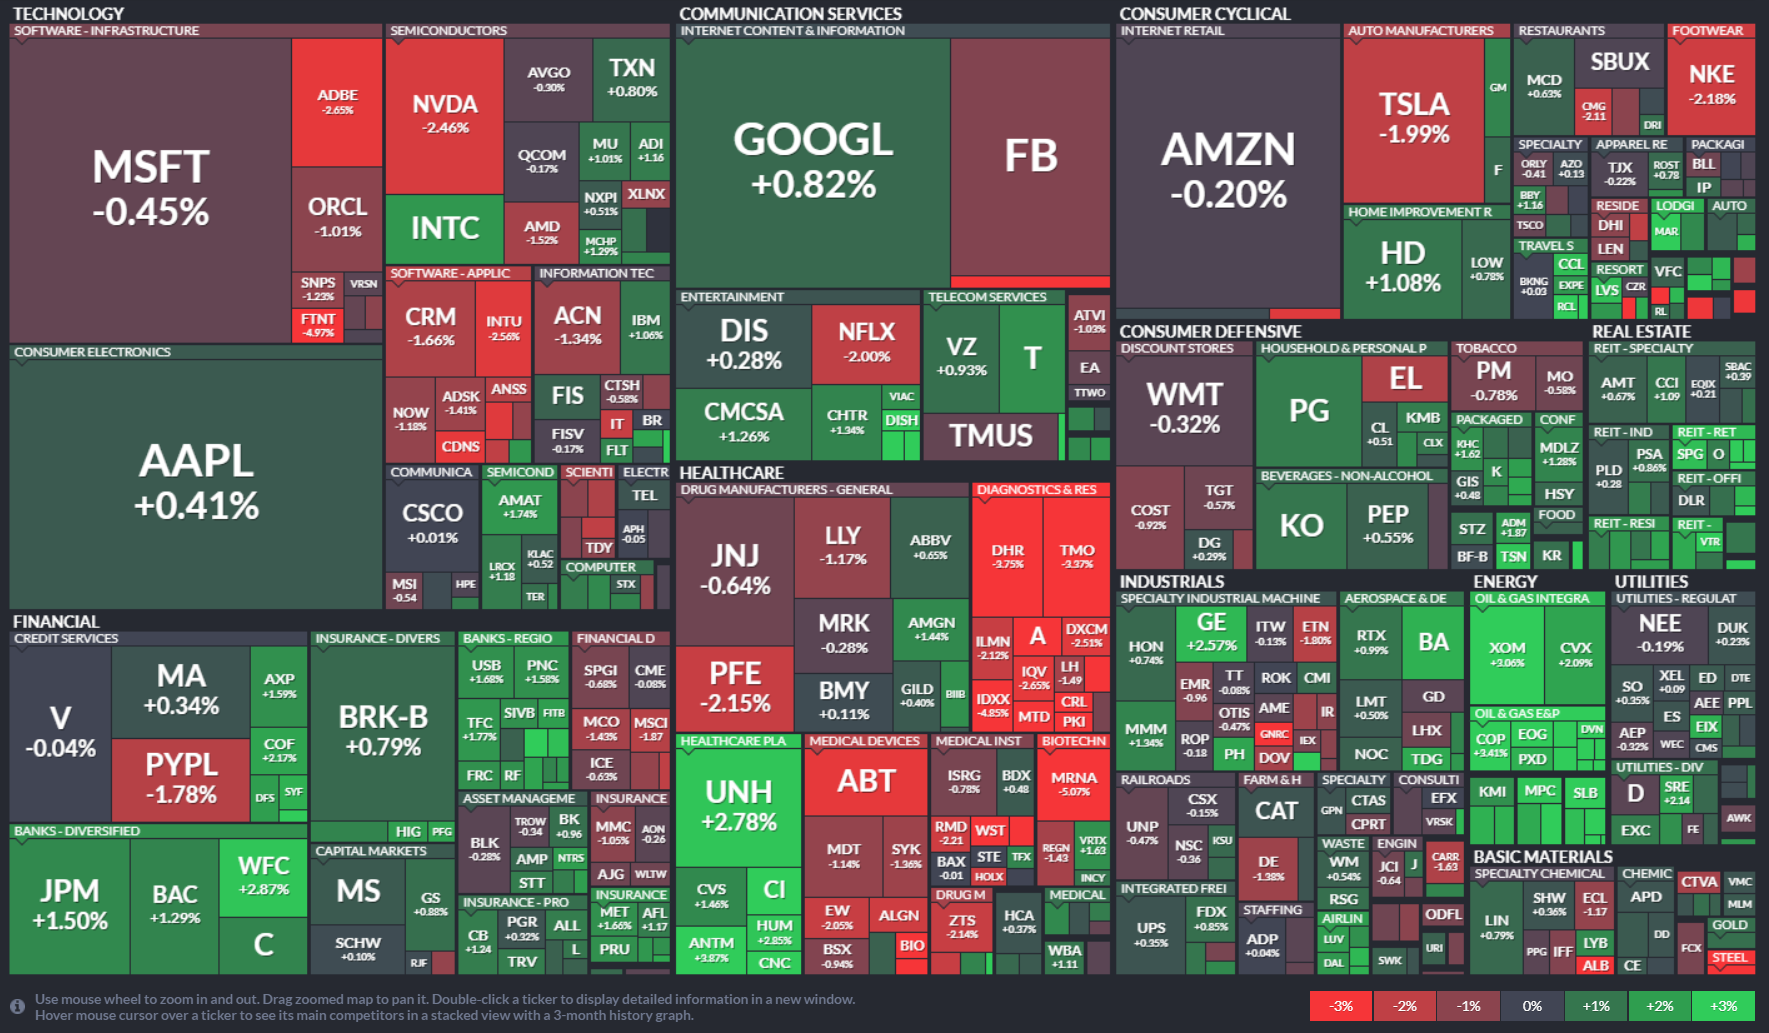 TECHNOLOGY
SOFTWARE - INFRASTRUCTURE
MSFT
-0.45%
ADBE
-2.65%
ORCL
-1.01%
SNPS
-1.23%
VRSN
FTNT
-4.97%
CONSUMER ELECTRONICS
AAPL
+0.41%
SEMICONDUCTORS
NVDA
-2.46%
INTC
AVGO
-0.30%
TXN
+0.80%
QCOM
-0.17%
MU
+1.01%
ADI
+1.16
AMD
-1.52%
NXPI
+0.51%
XLNX
MCHP
+1.29%
SOFTWARE - APPLIC
CRM
-1.66%
INTU
-2.56%
NOW
-1.18%
ADSK
-1.41%
ANSS
CDNS
INFORMATION TEC
ACN
-1.34%
IBM
+1.06%
FIS
CTSH
-0.58%
FISV
-0.17%
IT
BR
FLT
COMMUNICA
CSCO
+0.01%
MSI
-0.54
HPE
SEMICOND
AMAT
+1.74%
LRCX
+1.18
KLAC
+0.52
TER
SCIENTI
TDY
ELECTR
TEL
APH
-0.05
COMPUTER
STX
COMMUNICATION SERVICES
INTERNET CONTENT & INFORMATION
GOOGL
+0.82%
FB
ENTERTAINMENT
DIS
+0.28%
NFLX
-2.00%
CMCSA
+1.26%
CHTR
+1.34%
VIAC
DISH
TELECOM SERVICES
VZ
+0.93%
T
TMUS
ATVI
-1.03%
EA
TTWO
CONSUMER CYCLICAL
INTERNET RETAIL
AMZN
-0.20%
AUTO MANUFACTURERS
TSLA
-1.99%
GM
F
HOME IMPROVEMENT R
HD
+1.08%
LOW
+0.78%
RESTAURANTS
MCD
+0.63%
SBUX
CMG
-2.11
DRI
FOOTWEAR
NKE
-2.18%
SPECIALTY
ORLY
-0.41
AZO
+0.13
BBY
+1.16
TSCO
APPAREL RE
TJX
-0.22%
ROST
+0.78
PACKAGI
BLL
IP
RESIDE
DHI
LEN
LODGI
MAR
AUTO
TRAVEL S
BKNG
+0.03
CCL
EXPE
RCL
RESORT
LVS
CZR
VFC
RL
FINANCIAL
CREDIT SERVICES
V
-0.04%
MA
+0.34%
AXP
+1.59%
PYPL
-1.78%
COF
+2.17%
DFS
SYF
BANKS - DIVERSIFIED
JPM
+1.50%
BAC
+1.29%
WFC
+2.87%
C
INSURANCE - DIVERS
BRK-B
+0.79%
HIG
PFG
CAPITAL MARKETS
MS
GS
+0.88%
SCHW
+0.10%
RJF
BANKS - REGIO
USB
+1.68%
PNC
+1.58%
TFC
+1.77%
SIVB
FITB
FRC
RF
FINANCIAL D
SPGI
-0.68%
CME
-0.08%
MCO
-1.43%
MSCI
-1.87
ICE
-0.63%
ASSET MANAGEME
BLK
-0.28%
TROW
-0.34
BK
+0.96
AMP
NTRS
STT
INSURANCE
MMC
-1.05%
AON
-0.26
AJG
WLTW
INSURANCE - PRO
CB
+1.24
PGR
+0.32%
ALL
TRV
L
INSURANCE
MET
+1.66%
AFL
+1.17
PRU
HEALTHCARE
DRUG MANUFACTURERS - GENERAL
JNJ
-0.64%
LLY
-1.17%
ABBV
+0.65%
PFE
-2.15%
MRK
-0.28%
AMGN
+1.44%
BMY
+0.11%
GILD
+0.40%
BIIB
DIAGNOSTICS & RES
DHR
-3.75%
TMO
-3.37%
ILMN
-2.12%
A
DXCM
-2.51%
IQV
-2.65%
LH
-1.49
IDXX
-4.85%
CRL
MTD
PKI
HEALTHCARE PLA
UNH
+2.78%
CVS
+1.46%
CI
ANTM
+3.87%
HUM
+2.85%
CNC
MEDICAL DEVICES
ABT
MDT
-1.14%
SYK
-1.36%
EW
-2.05%
ALGN
BSX
-0.94%
BIO
MEDICAL INST
ISRG
-0.78%
BDX
+0.48
RMD
-2.21
WST
BAX
-0.01
STE
TFX
HOLX
BIOTECHN
MRNA
-5.07%
REGN
-1.43
VRTX
+1.63
INCY
DRUG M
ZTS
-2.14%
HCA
+0.37%
MEDICAL
WBA
+1.11
CONSUMER DEFENSIVE
DISCOUNT STORES
WMT
-0.32%
COST
-0.92%
TGT
-0.57%
DG
+0.29%
HOUSEHOLD & PERSONAL P
PG
EL
CL
+0.51
KMB
CLX
BEVERAGES - NON-ALCOHOL
KO
PEP
+0.55%
TOBACCO
PM
-0.78%
MO
-0.58%
PACKAGED
KHC
+1.62
K
GIS
+0.48
CONF
MDLZ
+1.28%
HSY
STZ
BF-B
ADM
+1.87
TSN
FOOD
KR
REAL ESTATE
REIT - SPECIALTY
AMT
+0.67%
CCI
+1.09
EQIX
+0.21
SBAC
+0.39
REIT - IND
PLD
+0.28
PSA
+0.86%
REIT - RET
SPG
O
REIT - OFFI
DLR
REIT - RESI
REIT -
VTR
INDUSTRIALS
SPECIALTY INDUSTRIAL MACHINE
HON
+0.74%
GE
+2.57%
ITW
-0.13%
ETN
-1.80%
MMM
+1.34%
EMR
-0.96
TT
-0.08%
ROK
CMI
OTIS
-0.47%
AME
IR
ROP
-0.18
PH
GNRC
DOV
IEX
AEROSPACE & DE
RTX
+0.99%
BA
LMT
+0.50%
GD
LHX
NOC
TDG
RAILROADS
UNP
-0.47%
CSX
-0.15%
NSC
-0.36
KSU
FARM & H
CAT
DE
-1.38%
SPECIALTY
GPN
CTAS
CPRT
CONSULTI
EFX
VRSK
WASTE
WM
+0.54%
RSG
ENGIN
JCI
-0.64
J
CARR
-1.63
INTEGRATED FREI
UPS
+0.35%
FDX
+0.85%
STAFFING
ADP
+0.04%
AIRLIN
LUV
DAL
ODFL
URI
SWK
ENERGY
OIL & GAS INTEGRA
XOM
+3.06%
CVX
+2.09%
OIL & GAS E&P
COP
+3.41%
EOG
DVN
PXD
KMI
MPC
SLB
UTILITIES
UTILITIES - REGULAT
NEE
-0.19%
DUK
+0.23%
SO
+0.35%
XEL
+0.09
ED
DTE
AEE
PPL
AEP
-0.32%
ES
EIX
WEC
CMS
UTILITIES - DIV
D
SRE
+2.14
EXC
FE
AWK
BASIC MATERIALS
SPECIALTY CHEMICAL
LIN
+0.79%
SHW
+0.36%
ECL
-1.17
PPG
IFF
LYB
ALB
CHEMIC
APD
DD
CE
CTVA
VMC
MLM
GOLD
FCX
STEEL
Use mouse wheel to zoom in and out. Drag zoomed map to pan it. Double-click a ticker to display detailed information in a new window.
Hover mouse cursor over a ticker to see its main competitors in a stacked view with a 3-month history graph.
-3% -2% -1% 0% +1% +2% +3%